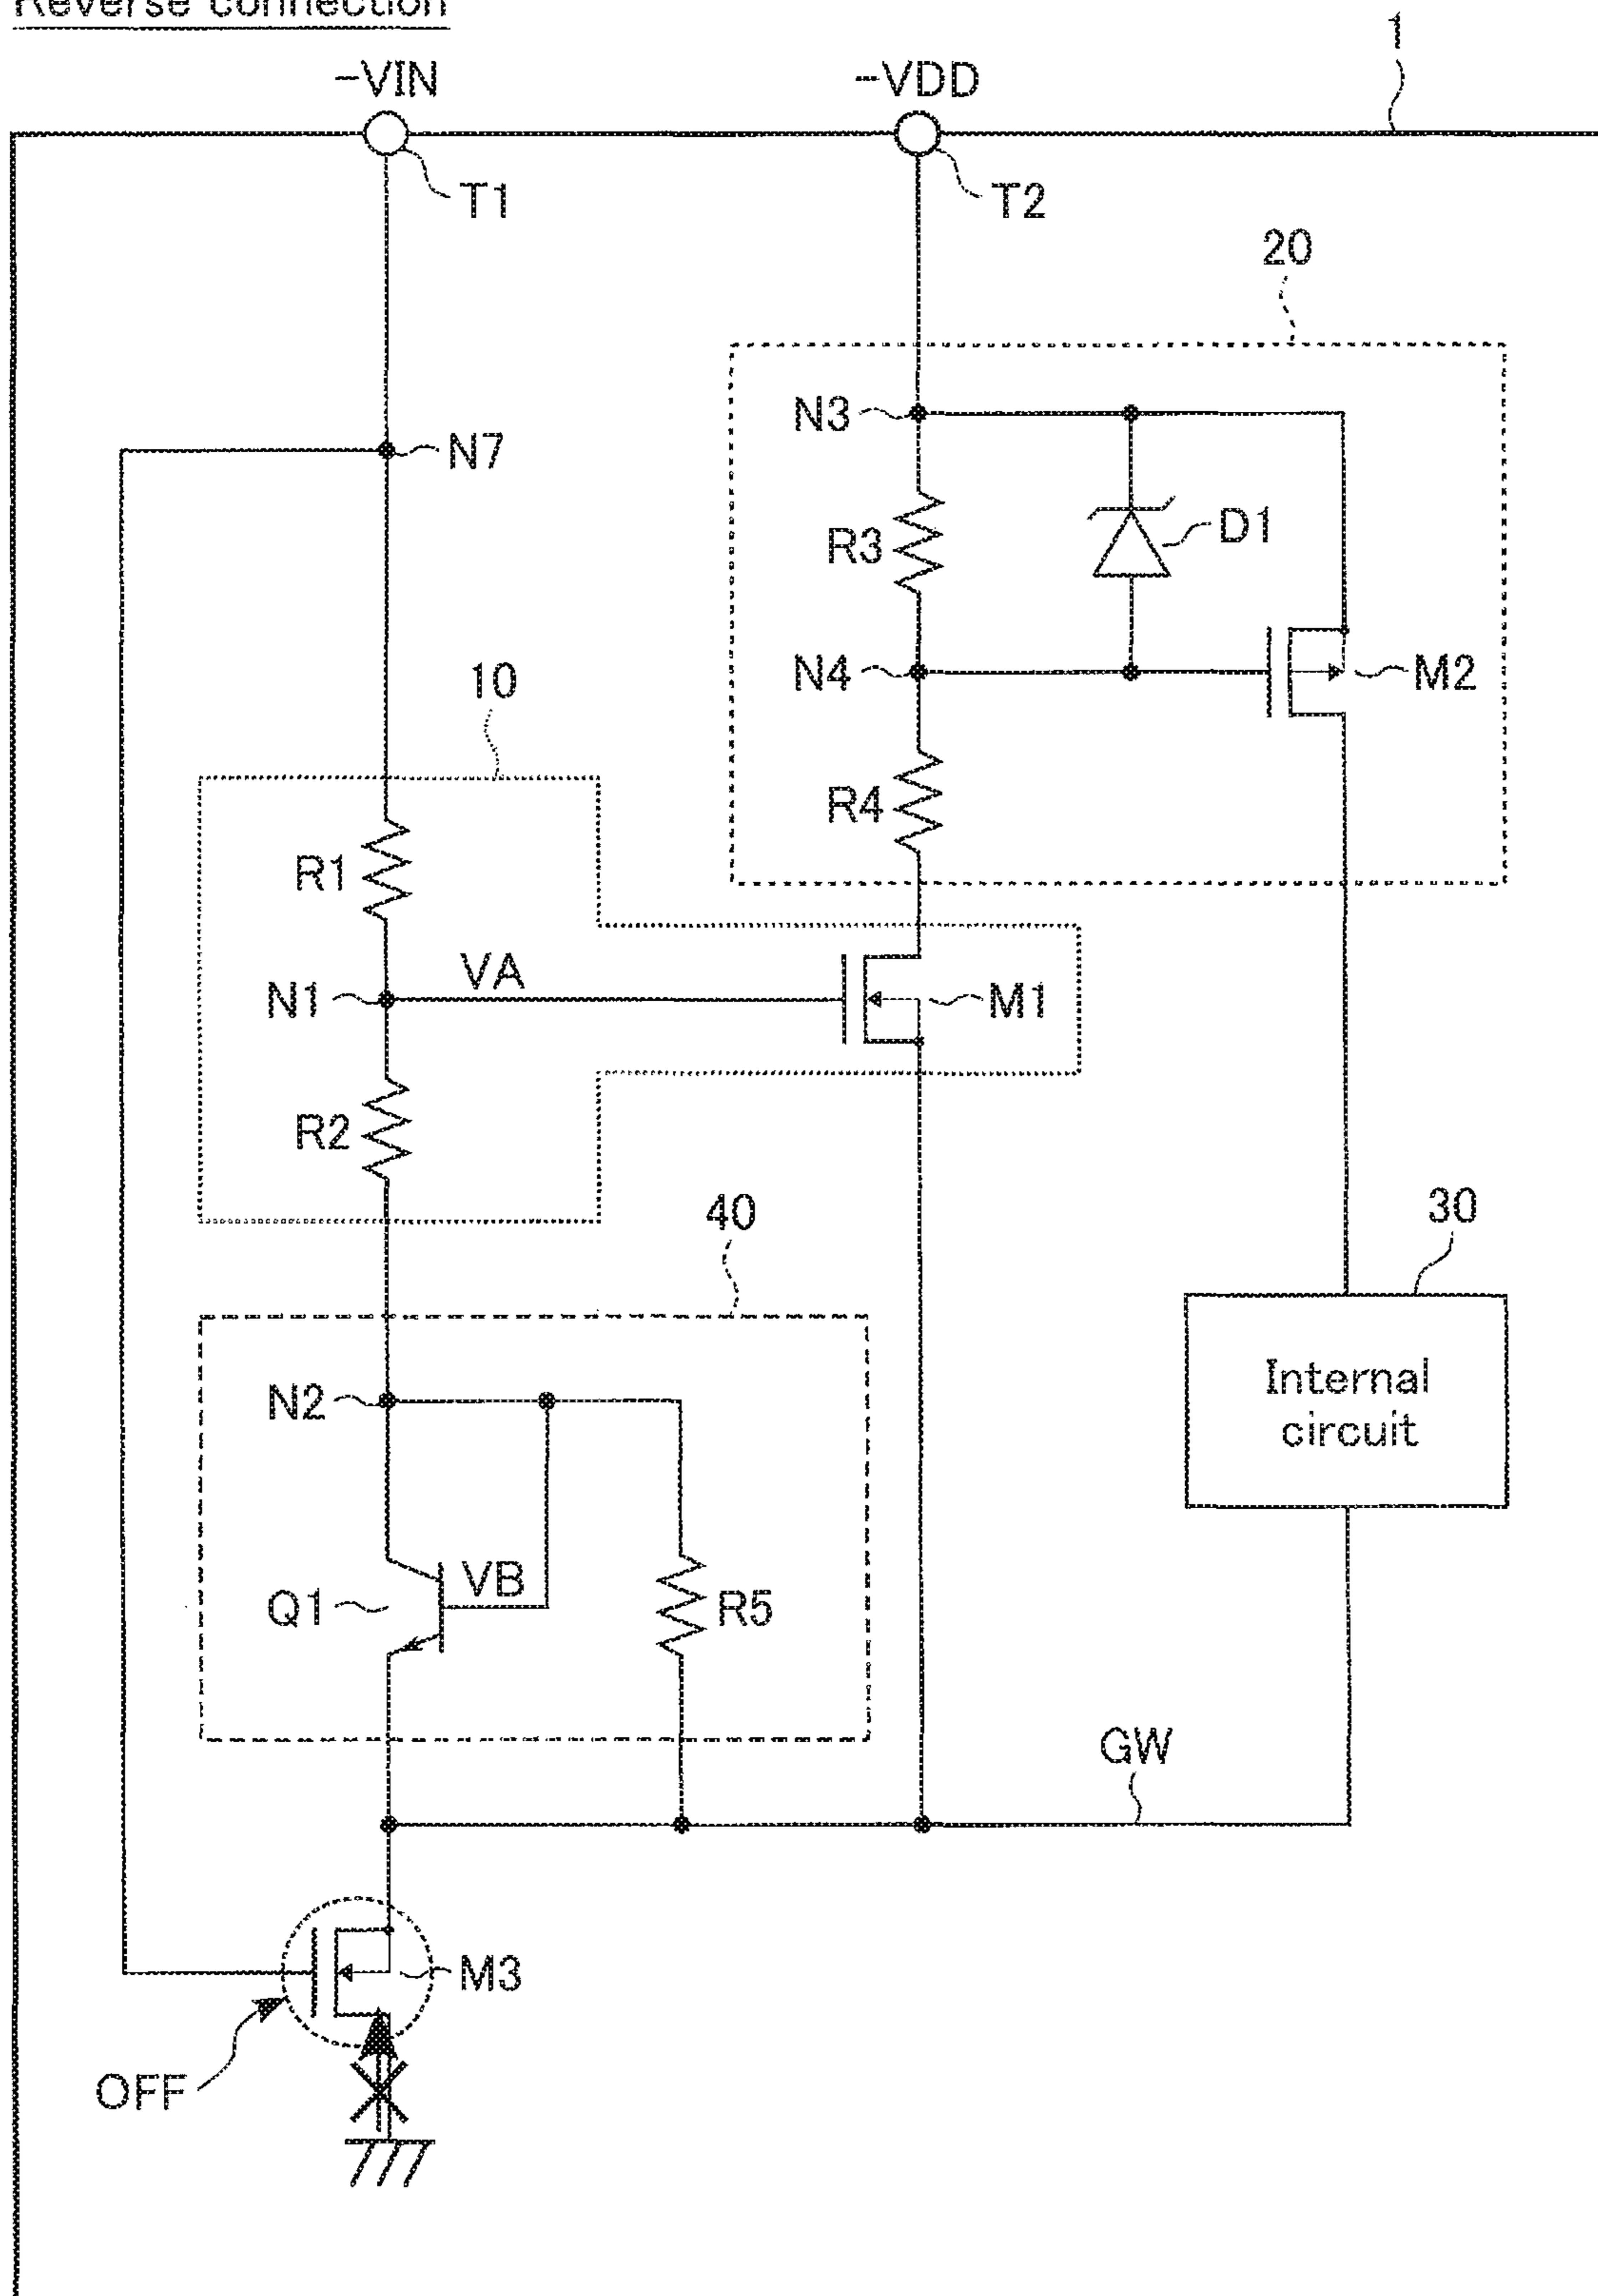 Reverse connection
1
-VIN
-VDD
T1
T2
20
N3
N7
R3
D1
N4
M2
10
R4
R1
VA
N1
M1
R2
40
30
N2
Internal
circuit
VB
Q1
R5
GW
M3
OFF